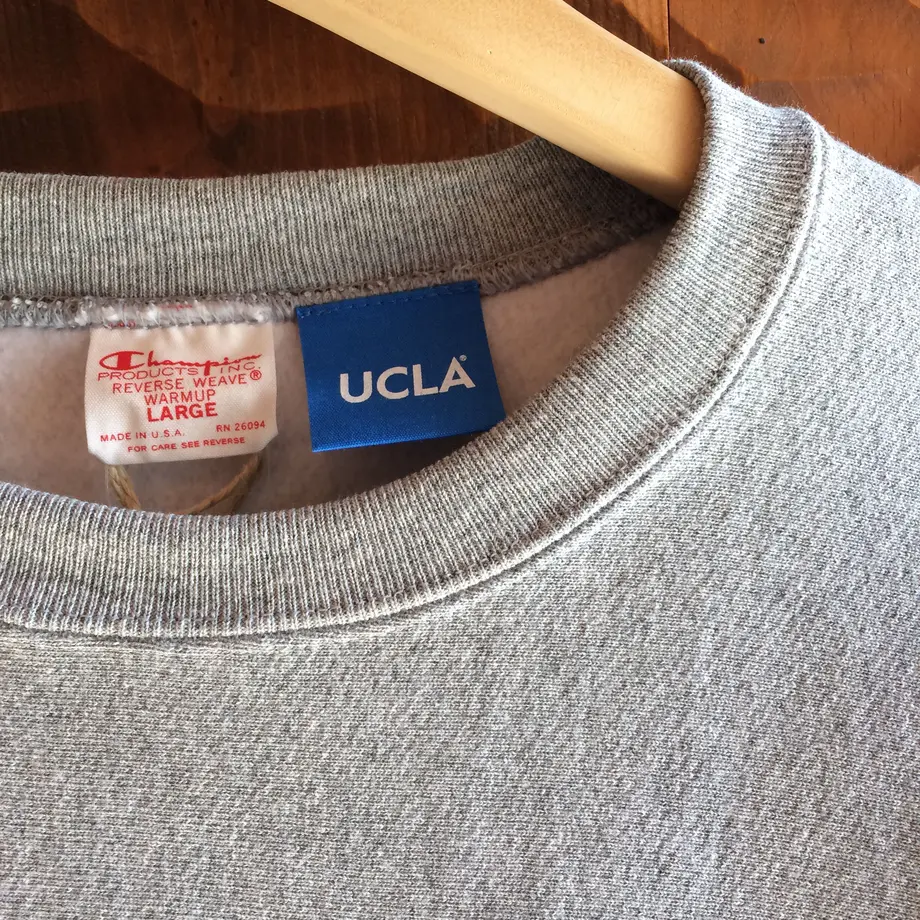 Champion
PRODUCTS INC.
REVERSE WEAVE®
WARMUP
LARGE
MADE IN U.S.A. RN 26094
FOR CARE SEE REVERSE
UCLA®